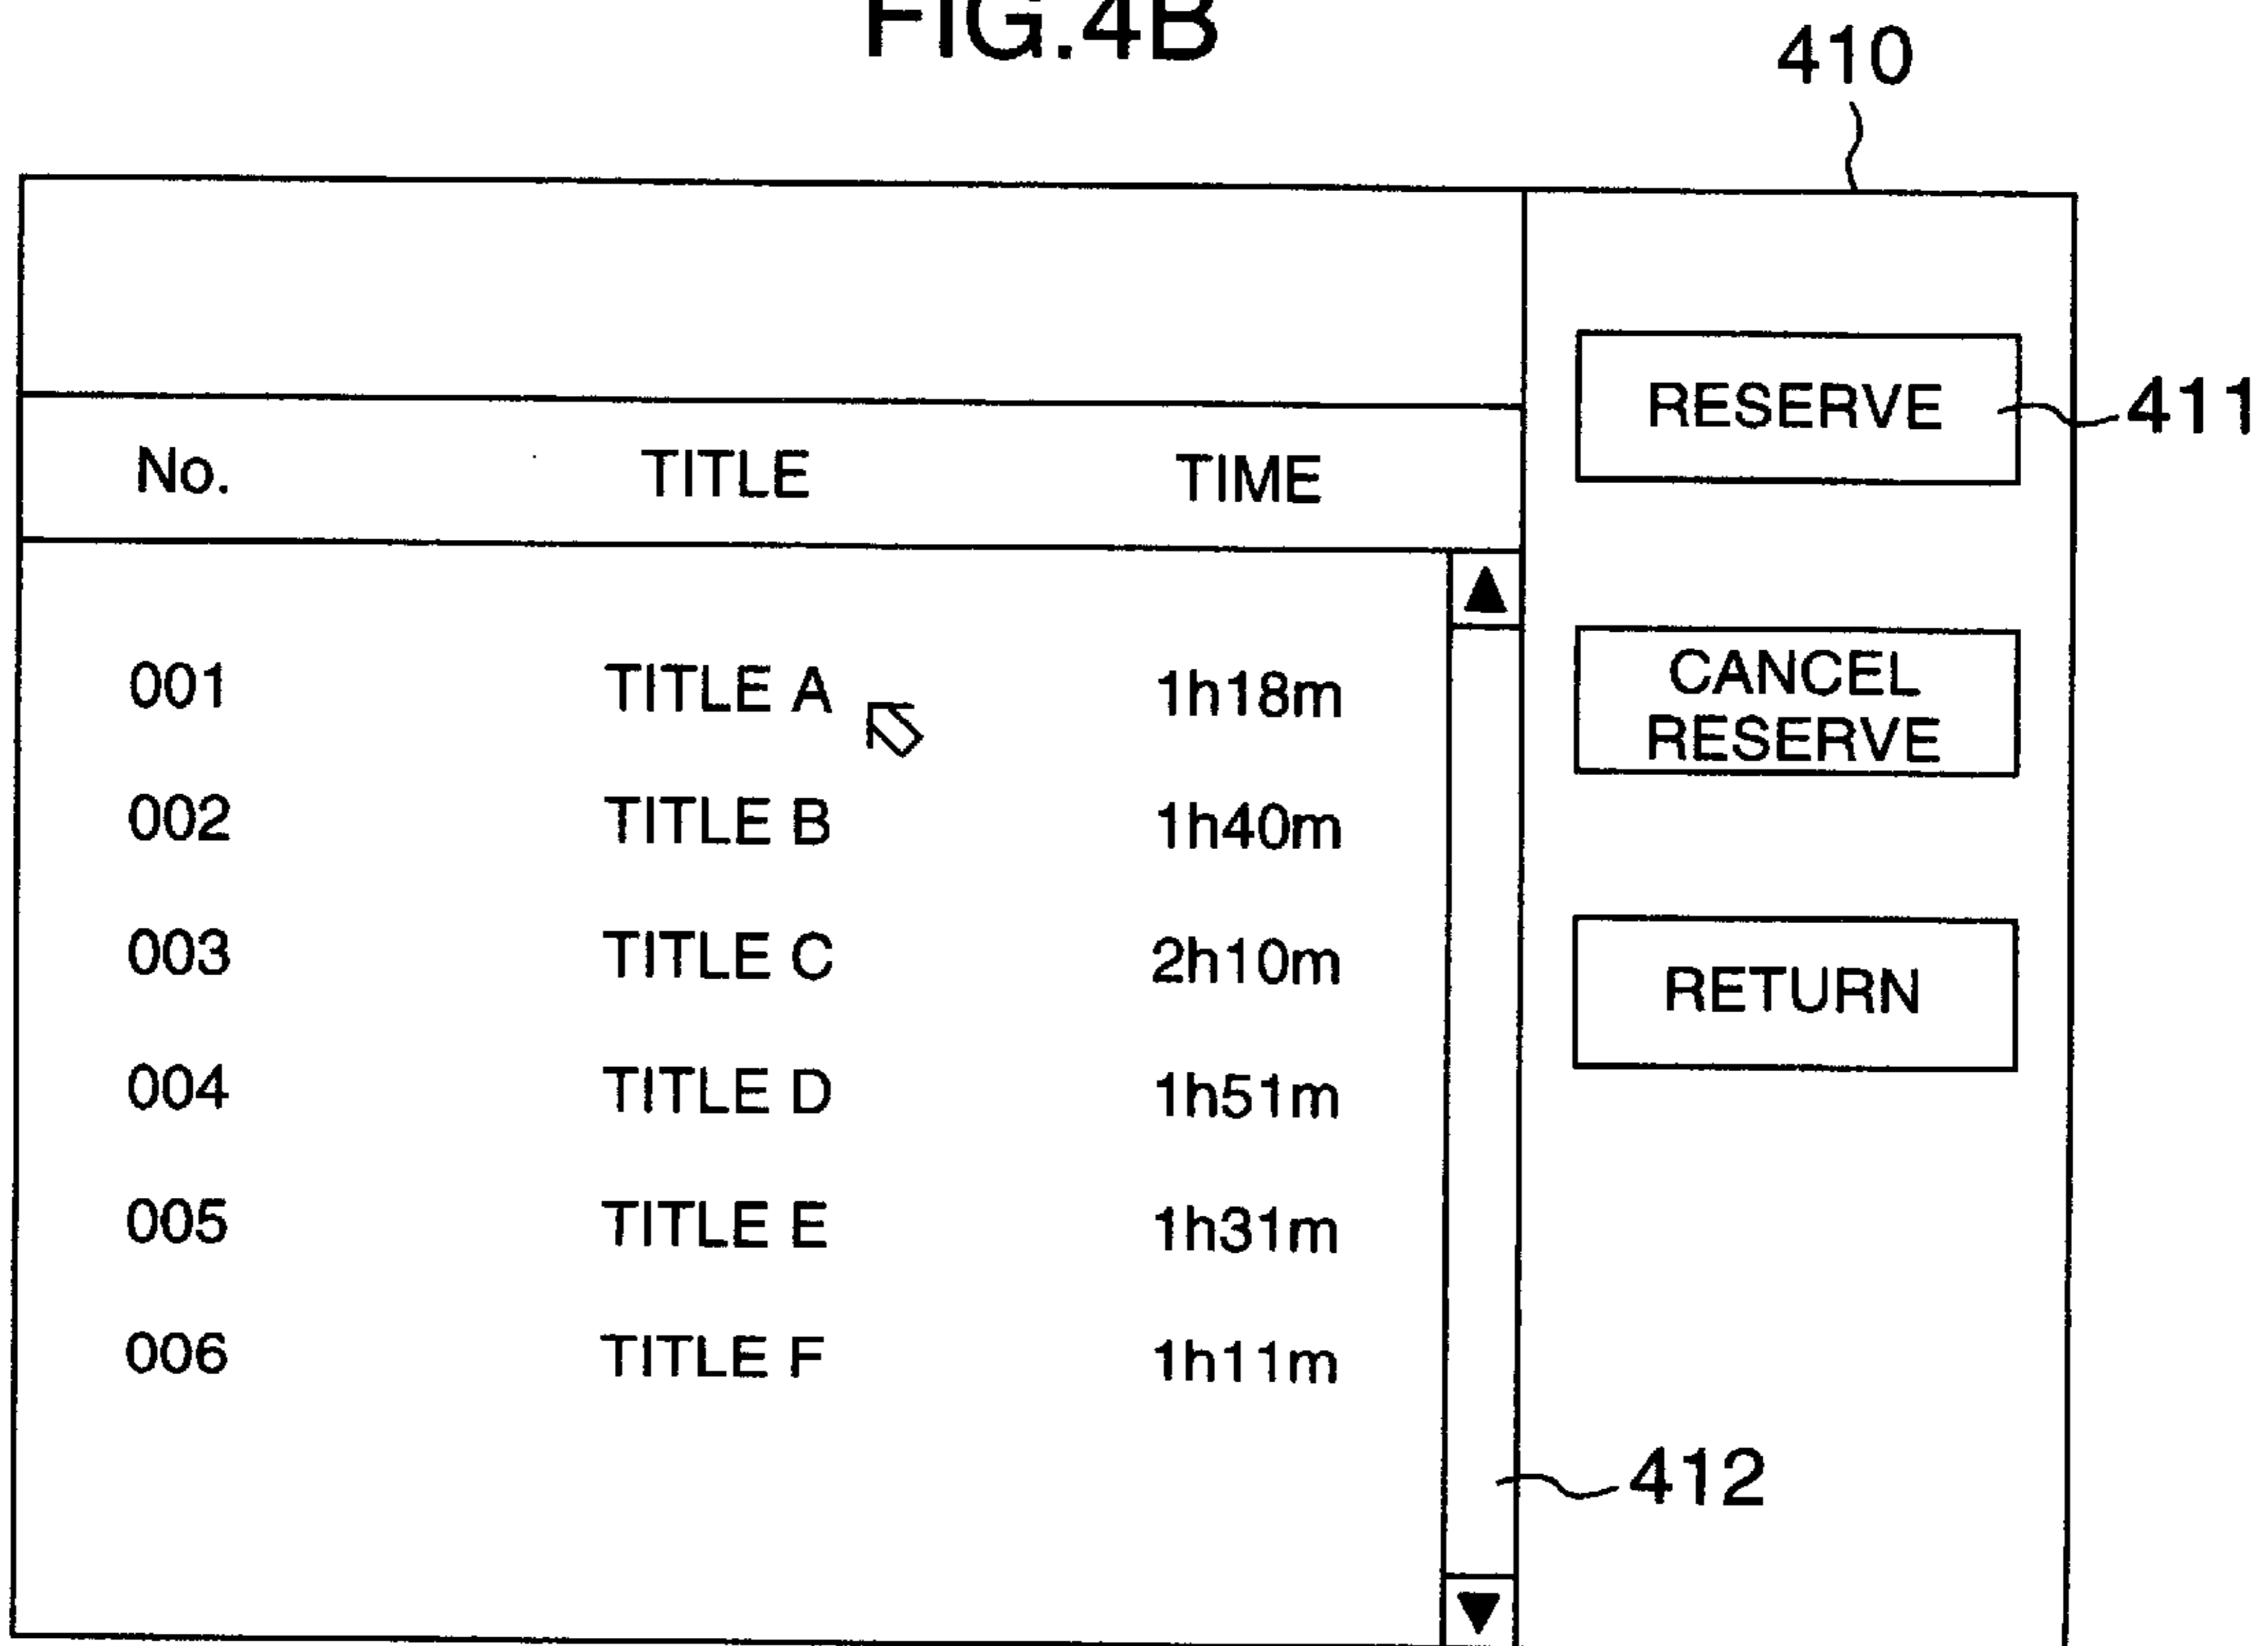 FIG.4B
410
No. TITLE TIME
001 TITLE A 1h18m
002 TITLE B 1h40m
003 TITLE C 2h10m
004 TITLE D 1h51m
005 TITLE E 1h31m
006 TITLE F 1h11m
RESERVE
411
CANCEL
RESERVE
RETURN
412